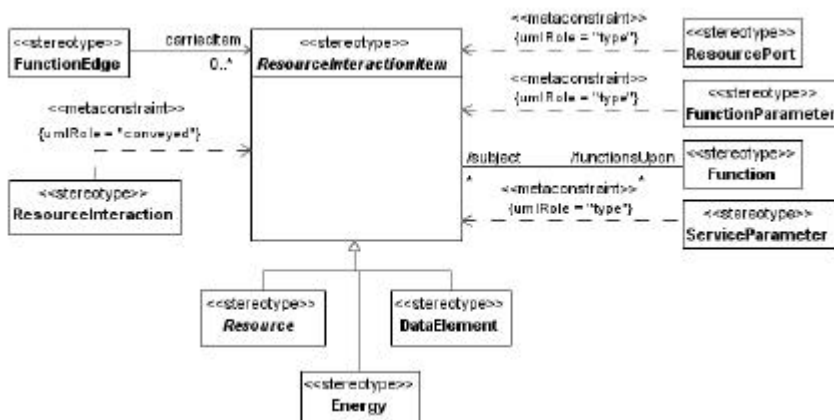 <<stereotype>>
FunctionEdge
carriedItem
0..*
<<stereotype>>
ResourceInteractionItem
<<metaconstraint>>
{umlRole = "type"}
<<stereotype>>
ResourcePort
<<metaconstraint>>
{umlRole = "type"}
<<stereotype>>
FunctionParameter
<<metaconstraint>>
{umlRole = "conveyed"}
<<stereotype>>
ResourceInteraction
/subject
*
/functionsUpon
*
<<stereotype>>
Function
<<metaconstraint>>
{umlRole = "type"}
<<stereotype>>
ServiceParameter
<<stereotype>>
Resource
<<stereotype>>
DataElement
<<stereotype>>
Energy